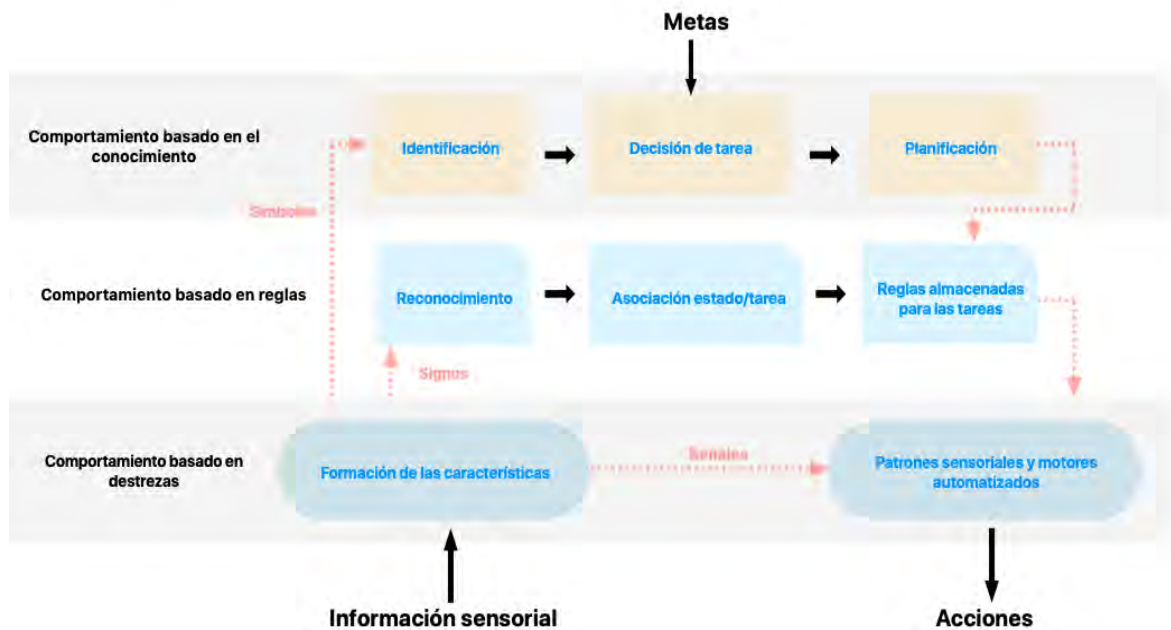 Metas
Comportamiento basado en el
conocimiento
Identificación
Decisión de tarea
Planificación
Símbolos
Comportamiento basado en reglas
Reconocimiento
Asociación estado/tarea
Reglas almacenadas
para las tareas
Signos
Comportamiento basado en
destrezas
Formación de las características
Señales
Patrones sensoriales y motores
automatizados
Información sensorial
Acciones